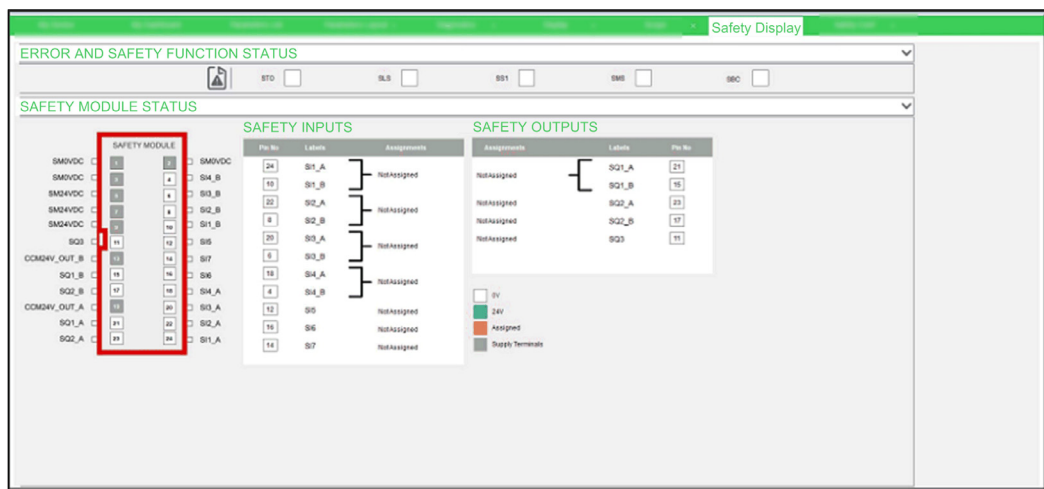 Safety Display
ERROR AND SAFETY FUNCTION STATUS
STO SLS SS1 SMS SBC
SAFETY MODULE STATUS
SAFETY MODULE
SM0VDC 1 2 SM0VDC
SM0VDC 3 4 SI4_B
SM24VDC 5 6 SI3_B
SM24VDC 7 8 SI2_B
SM24VDC 9 10 SI1_B
SQ3 11 12 SI5
CCM24V_OUT_B 13 14 SI7
SQ1_B 15 16 SI6
SQ2_B 17 18 SI4_A
CCM24V_OUT_A 19 20 SI3_A
SQ1_A 21 22 SI2_A
SQ2_A 23 24 SI1_A
SAFETY INPUTS
Pin No Labels Assignments
24 SI1_A
NotAssigned
10 SI1_B
22 SI2_A
NotAssigned
8 SI2_B
20 SI3_A
NotAssigned
6 SI3_B
18 SI4_A
NotAssigned
4 SI4_B
12 SI5 NotAssigned
16 SI6 NotAssigned
14 SI7 NotAssigned
SAFETY OUTPUTS
Assignments Labels Pin No
SQ1_A 21
NotAssigned
SQ1_B 15
NotAssigned SQ2_A 23
NotAssigned SQ2_B 17
NotAssigned SQ3 11
0V
24V
Assigned
Supply Terminals